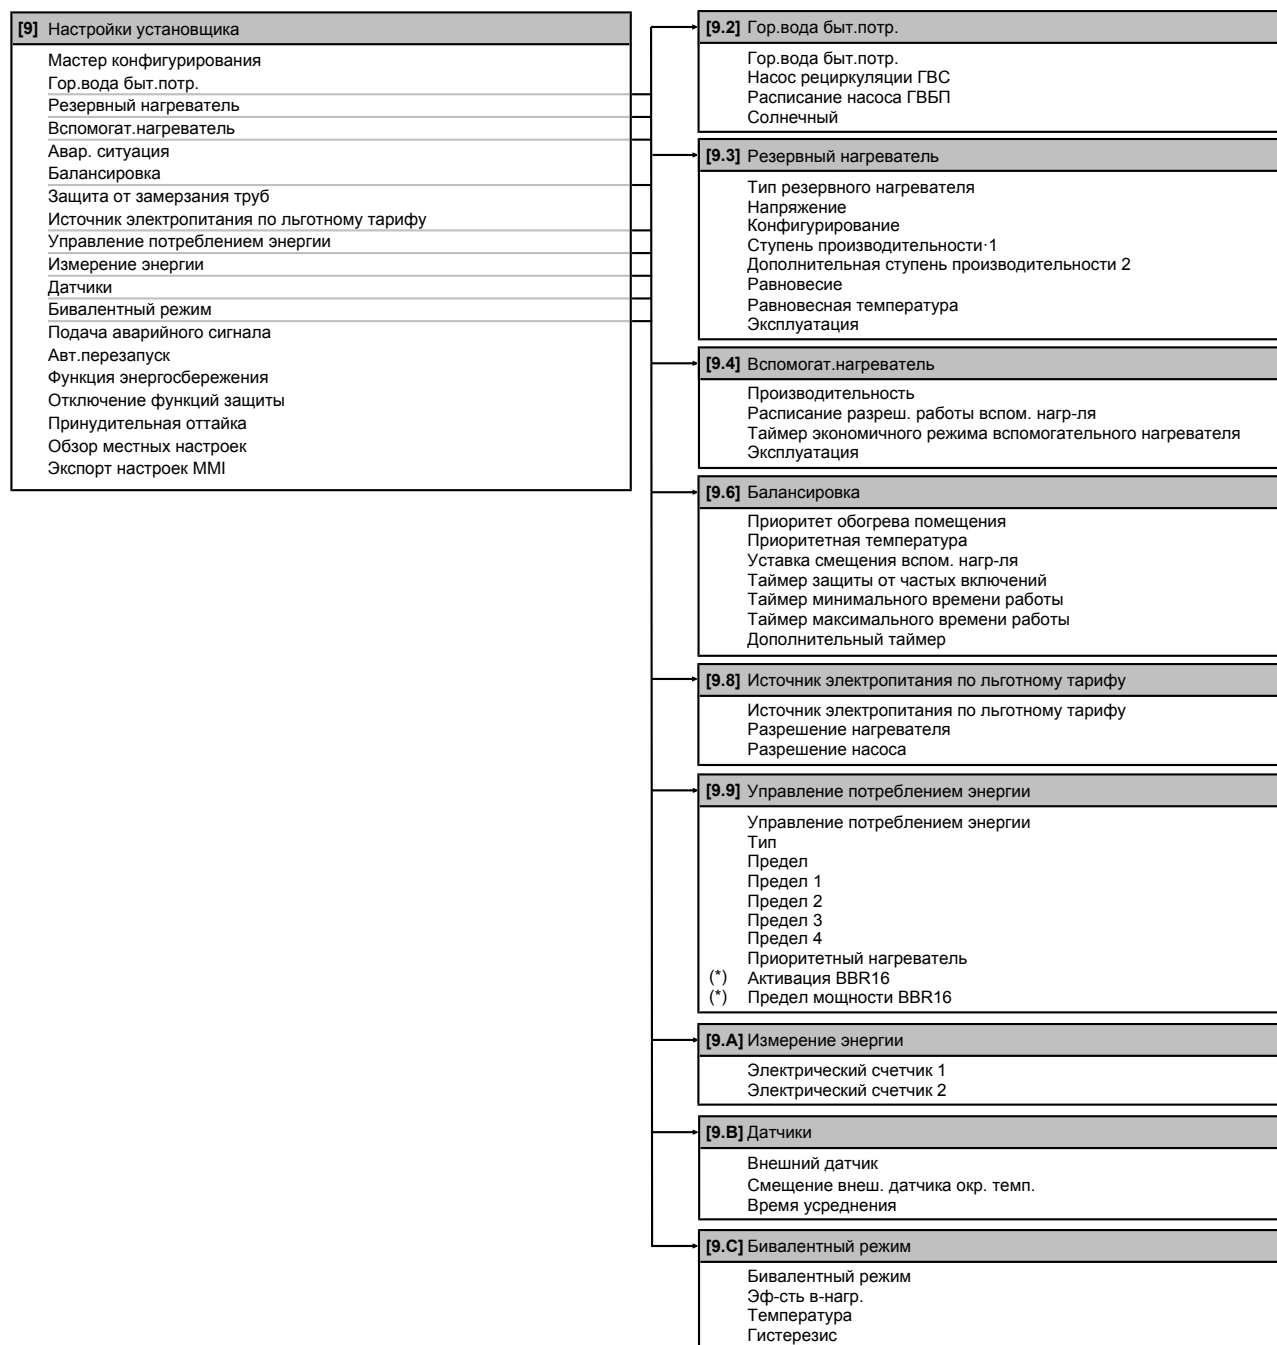 [9] Настройки установщика
Мастер конфигурирования
Гор.вода быт.потр.
Резервный нагреватель
Вспомогат.нагреватель
Авар. ситуация
Балансировка
Защита от замерзания труб
Источник электропитания по льготному тарифу
Управление потреблением энергии
Измерение энергии
Датчики
Бивалентный режим
Подача аварийного сигнала
Авт.перезапуск
Функция энергосбережения
Отключение функций защиты
Принудительная оттайка
Обзор местных настроек
Экспорт настроек MMI
[9.2] Гор.вода быт.потр.
Гор.вода быт.потр.
Насос рециркуляции ГВС
Расписание насоса ГВБП
Солнечный
[9.3] Резервный нагреватель
Тип резервного нагревателя
Напряжение
Конфигурирование
Ступень производительности·1
Дополнительная ступень производительности 2
Равновесие
Равновесная температура
Эксплуатация
[9.4] Вспомогат.нагреватель
Производительность
Расписание разреш. работы вспом. нагр-ля
Таймер экономичного режима вспомогательного нагревателя
Эксплуатация
[9.6] Балансировка
Приоритет обогрева помещения
Приоритетная температура
Уставка смещения вспом. нагр-ля
Таймер защиты от частых включений
Таймер минимального времени работы
Таймер максимального времени работы
Дополнительный таймер
[9.8] Источник электропитания по льготному тарифу
Источник электропитания по льготному тарифу
Разрешение нагревателя
Разрешение насоса
[9.9] Управление потреблением энергии
Управление потреблением энергии
Тип
Предел
Предел 1
Предел 2
Предел 3
Предел 4
Приоритетный нагреватель
(*) Активация BBR16
(*) Предел мощности BBR16
[9.A] Измерение энергии
Электрический счетчик 1
Электрический счетчик 2
[9.B] Датчики
Внешний датчик
Смещение внеш. датчика окр. темп.
Время усреднения
[9.C] Бивалентный режим
Бивалентный режим
Эф-сть в-нагр.
Температура
Гистерезис